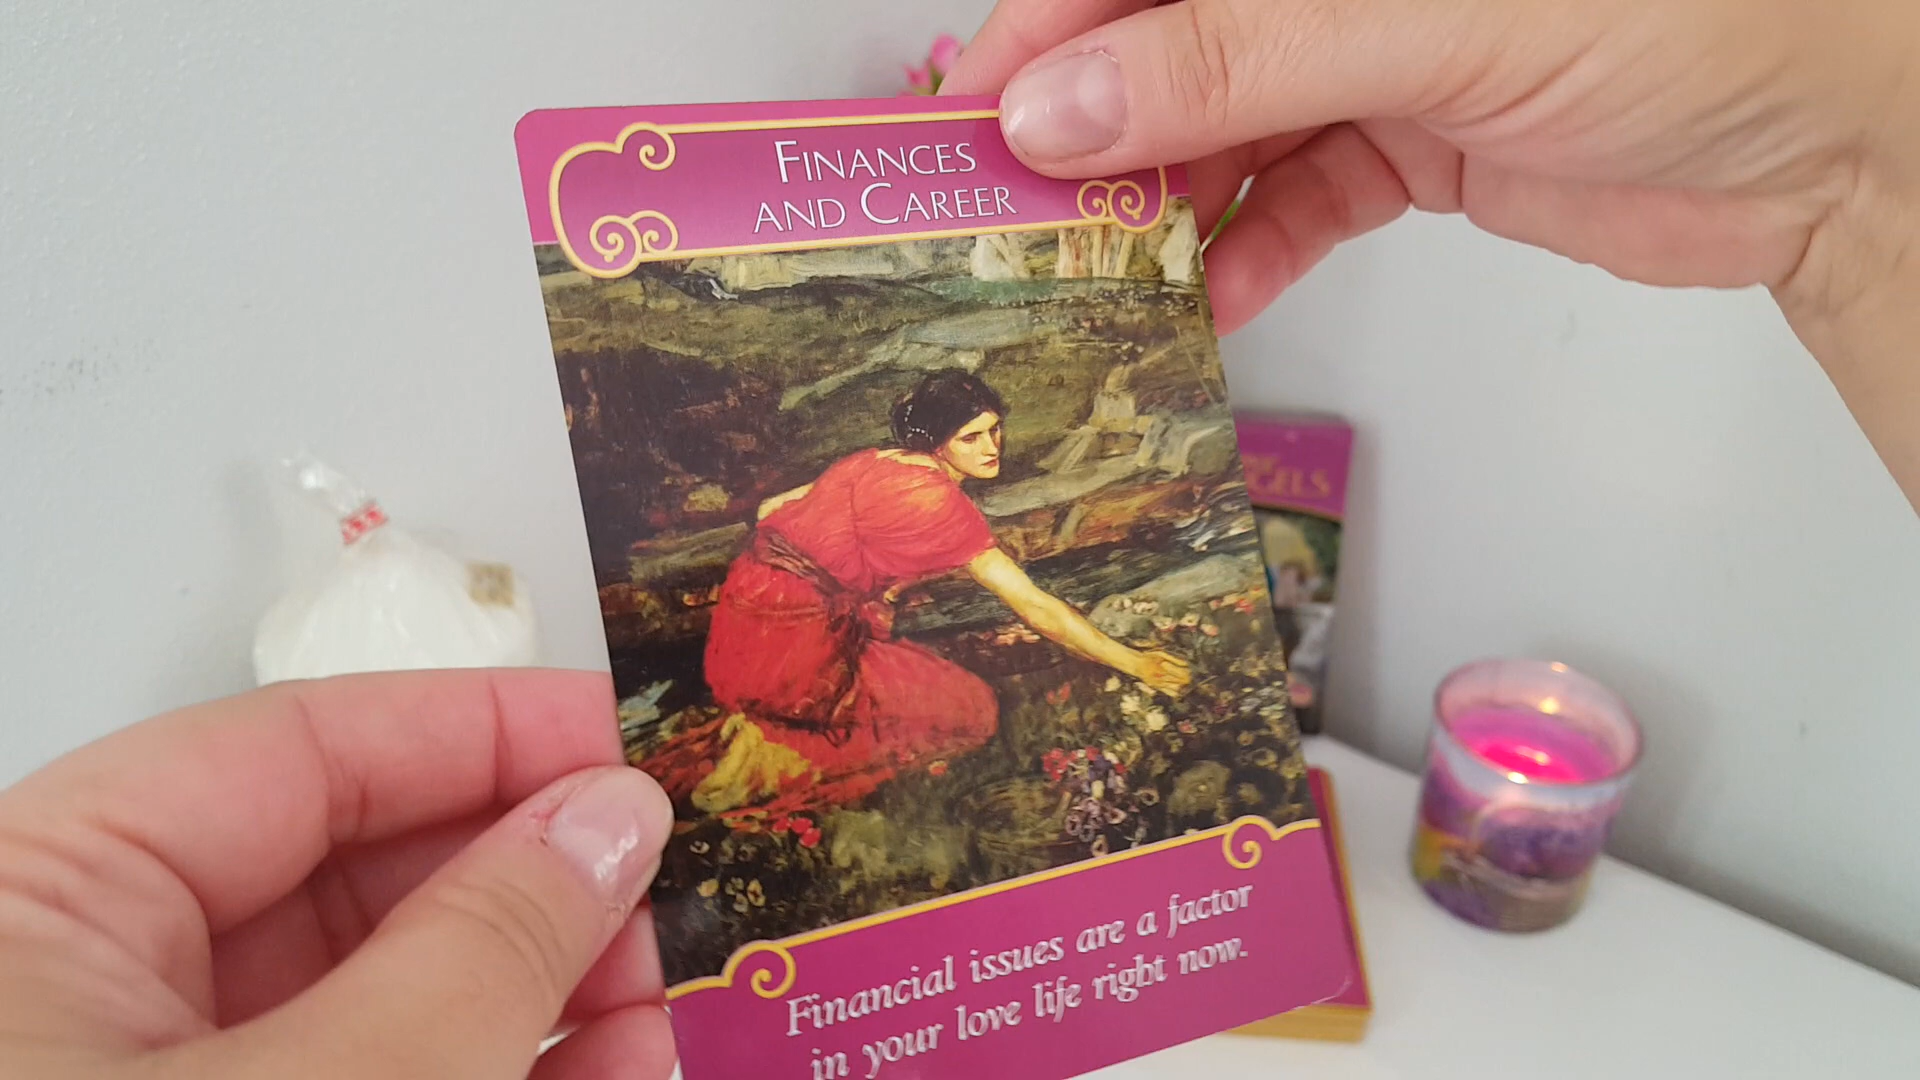 FINANCES
AND CAREER
Financial issues are a factor
in your love life right now.